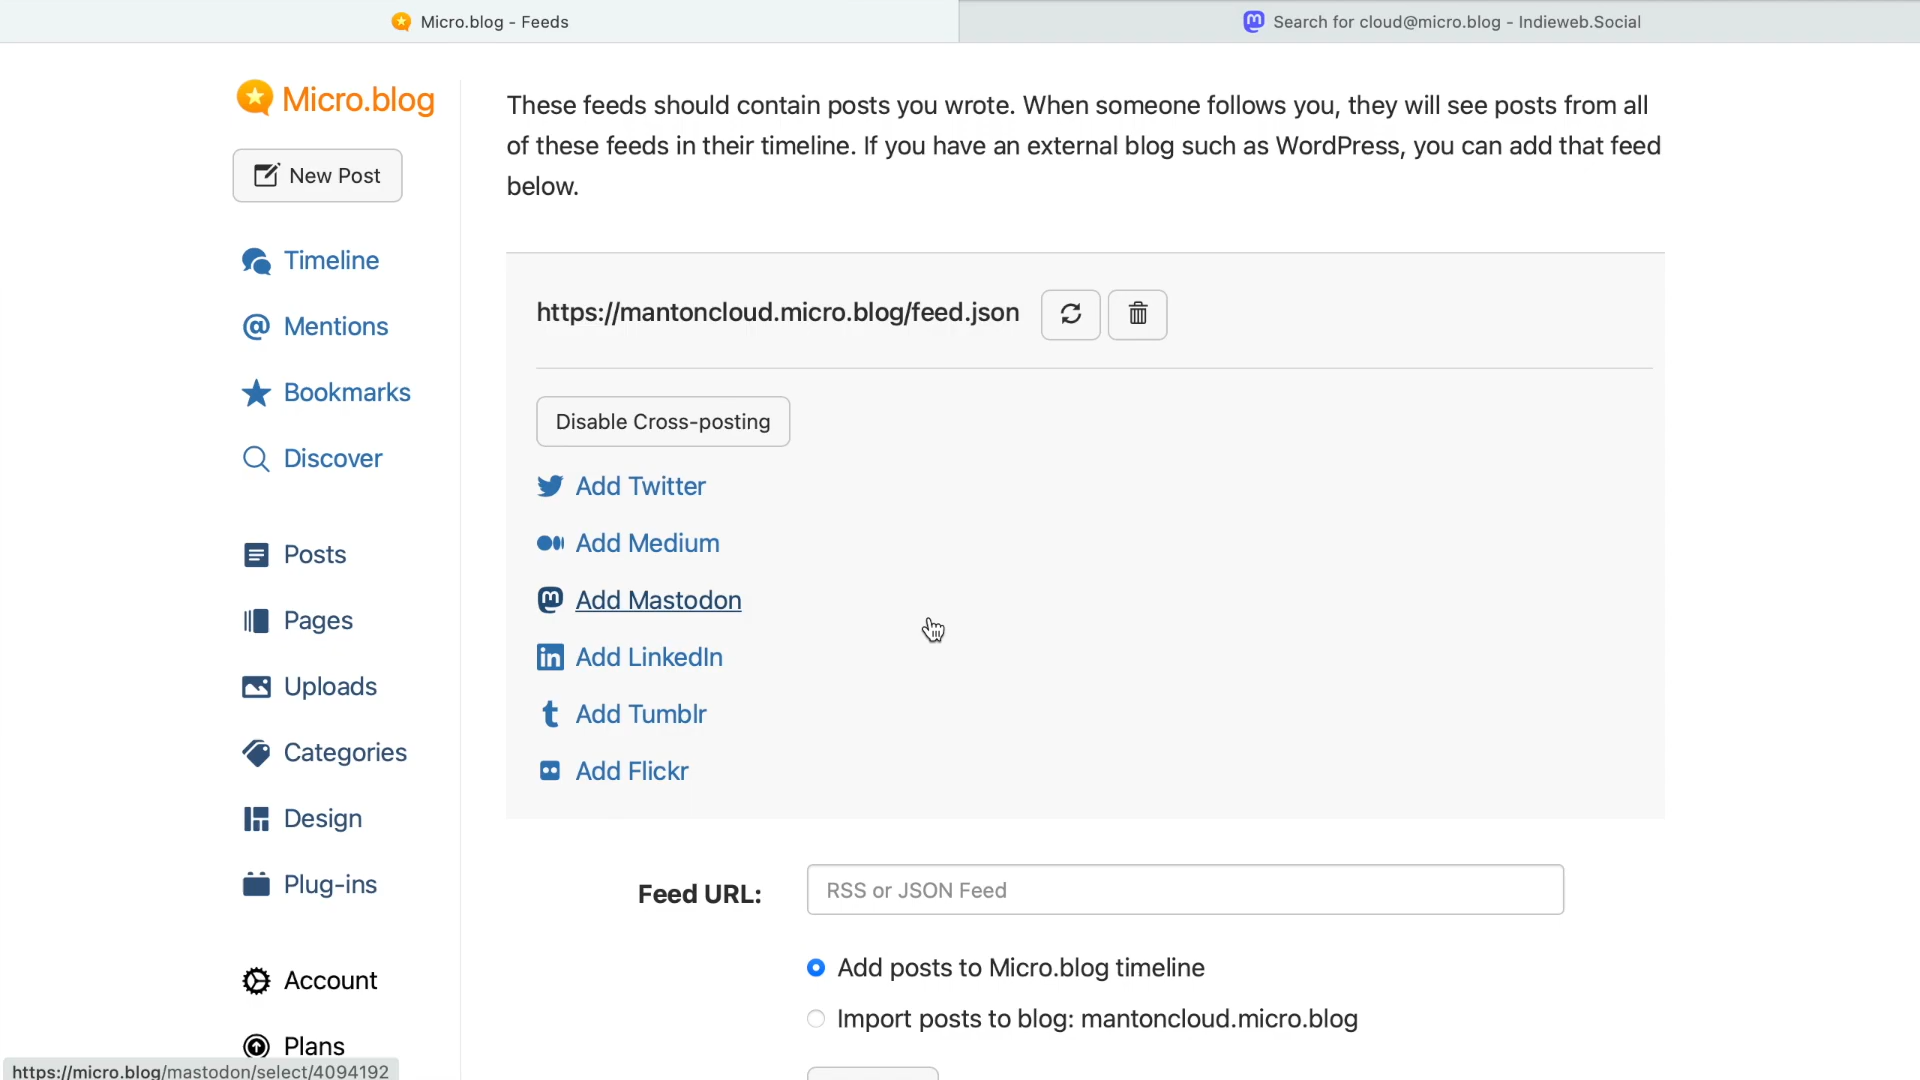 Micro.blog - Feeds
Search for cloud@micro.blog - Indieweb.Social
Micro.blog
New Post
Timeline
Mentions
Bookmarks
Discover
Posts
Pages
Uploads
Categories
Design
Plug-ins
Account
Plans
https://micro.blog/mastodon/select/4094192
These feeds should contain posts you wrote. When someone follows you, they will see posts from all
of these feeds in their timeline. If you have an external blog such as WordPress, you can add that feed
below.
https://mantoncloud.micro.blog/feed.json
Disable Cross-posting
Add Twitter
Add Medium
Add Mastodon
Add LinkedIn
Add Tumblr
Add Flickr
Feed URL:
RSS or JSON Feed
Add posts to Micro.blog timeline
Import posts to blog: mantoncloud.micro.blog